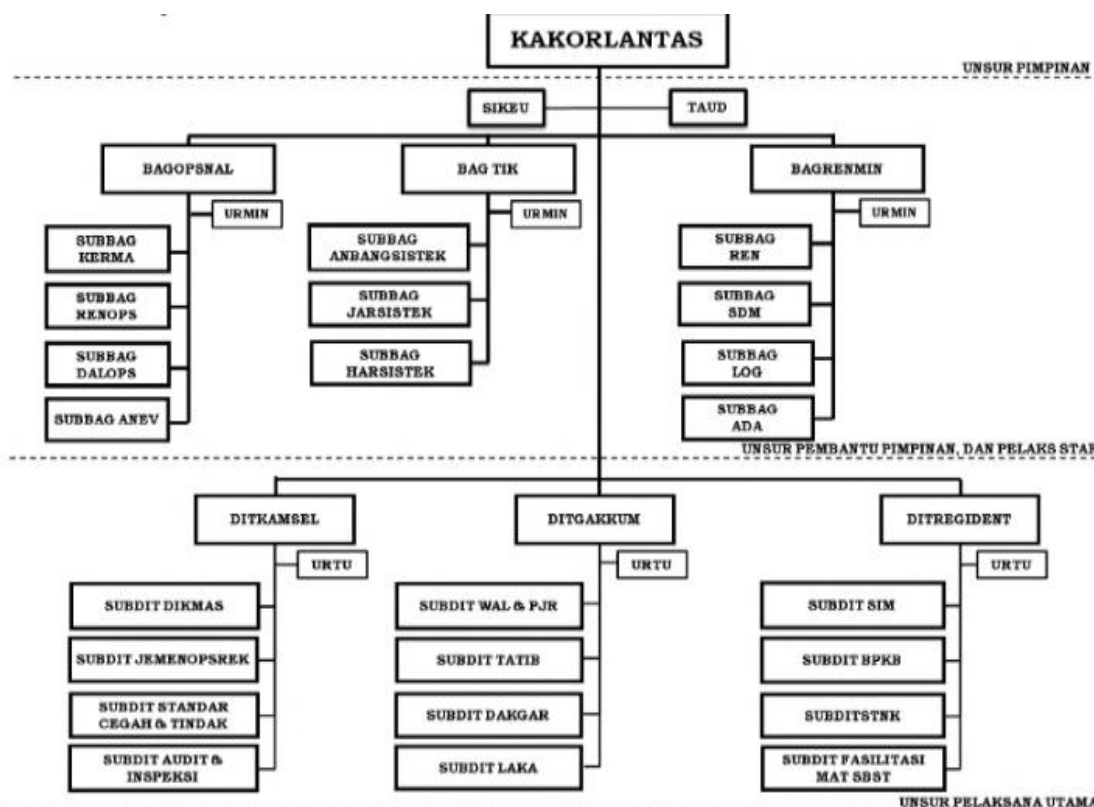 KAKORLANTAS
UNSUR PIMPINAN
SIKEU
TAUD
BAGOPSNAL
BAG TIK
BAGRENMIN
URMIN
URMIN
URMIN
SUBBAG
KERMA
SUBBAG
RENOPS
SUBBAG
DALOPS
SUBBAG ANEV
SUBBAG
ANBANGSISTEK
SUBBAG
JARSISTEK
SUBBAG
HARSISTEK
SUBBAG
REN
SUBBAG
SDM
SUBBAG
LOG
SUBBAG
ADA
UNSUR PEMBANTU PIMPINAN, DAN PELAKS STAF
DITKAMSEL
DITGAKKUM
DITREGIDENT
URTU
URTU
URTU
SUBDIT DIKMAS
SUBDIT JEMENOPSREK
SUBDIT STANDAR
CEGAH & TINDAK
SUBDIT AUDIT &
INSPEKSI
SUBDIT WAL & PJR
SUBDIT TATIB
SUBDIT DAKGAR
SUBDIT LAKA
SUBDIT SIM
SUBDIT BPKB
SUBDITSTNK
SUBDIT FASILITASI
MAT SBST
UNSUR PELAKSANA UTAMA